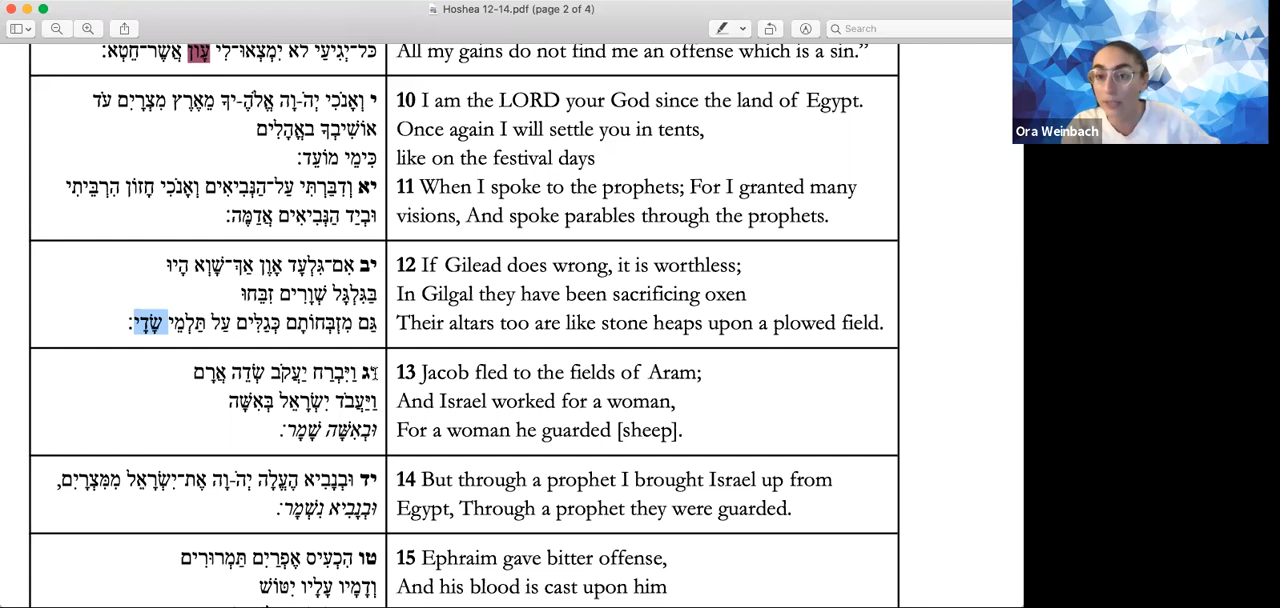 Hoshea 12-14.pdf (page 2 of 4)
Search
Ora Weinbach
כׇּל־יְגִיעַי לֹא יִמְצְאוּ־לִי עָוֺן אֲשֶׁר־חֵטְא׃
All my gains do not find me an offense which is a sin.”
י וְאָנֹכִי יְהֹ-וָה אֱלֹהֶ-יךָ מֵאֶרֶץ מִצְרָיִם עֹד
אוֹשִׁיבְךָ בׇאֳהָלִים
כִּימֵי מוֹעֵד׃
10 I am the LORD your God since the land of Egypt.
Once again I will settle you in tents,
like on the festival days
יא וְדִבַּרְתִּי עַל־הַנְּבִיאִים וְאָנֹכִי חָזוֹן הִרְבֵּיתִי
וּבְיַד הַנְּבִיאִים אֲדַמֶּה׃
11 When I spoke to the prophets; For I granted many
visions, And spoke parables through the prophets.
יב אִם־גִּלְעָד אָוֶן אַךְ־שָׁוְא הָיוּ
בַּגִּלְגָּל שְׁוָרִים זִבֵּחוּ
גַּם מִזְבְּחוֹתָם כְּגַלִּים עַל תַּלְמֵי שָׂדָי׃
12 If Gilead does wrong, it is worthless;
In Gilgal they have been sacrificing oxen
Their altars too are like stone heaps upon a plowed field.
יג וַיִּבְרַח יַעֲקֹב שְׂדֵה אֲרָם
וַיַּעֲבֹד יִשְׂרָאֵל בְּאִשָּׁה
וּבְאִשָּׁה שָׁמָר׃
13 Jacob fled to the fields of Aram;
And Israel worked for a woman,
For a woman he guarded [sheep].
יד וּבְנָבִיא הֶעֱלָה יְהֹ-וָה אֶת־יִשְׂרָאֵל מִמִּצְרָיִם,
וּבְנָבִיא נִשְׁמָר׃
14 But through a prophet I brought Israel up from
Egypt, Through a prophet they were guarded.
טו הִכְעִיס אֶפְרַיִם תַּמְרוּרִים
וְדָמָיו עָלָיו יִטּוֹשׁ
15 Ephraim gave bitter offense,
And his blood is cast upon him